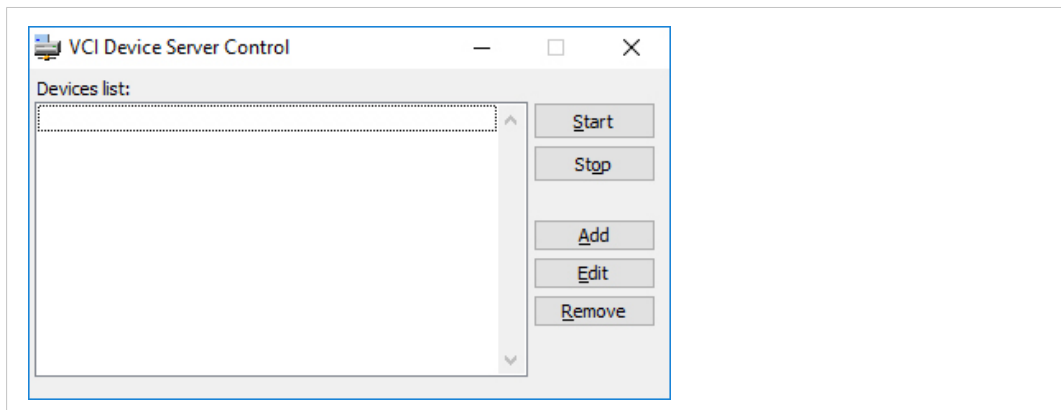 VCI Device Server Control
Devices list:
Start
Stop
Add
Edit
Remove